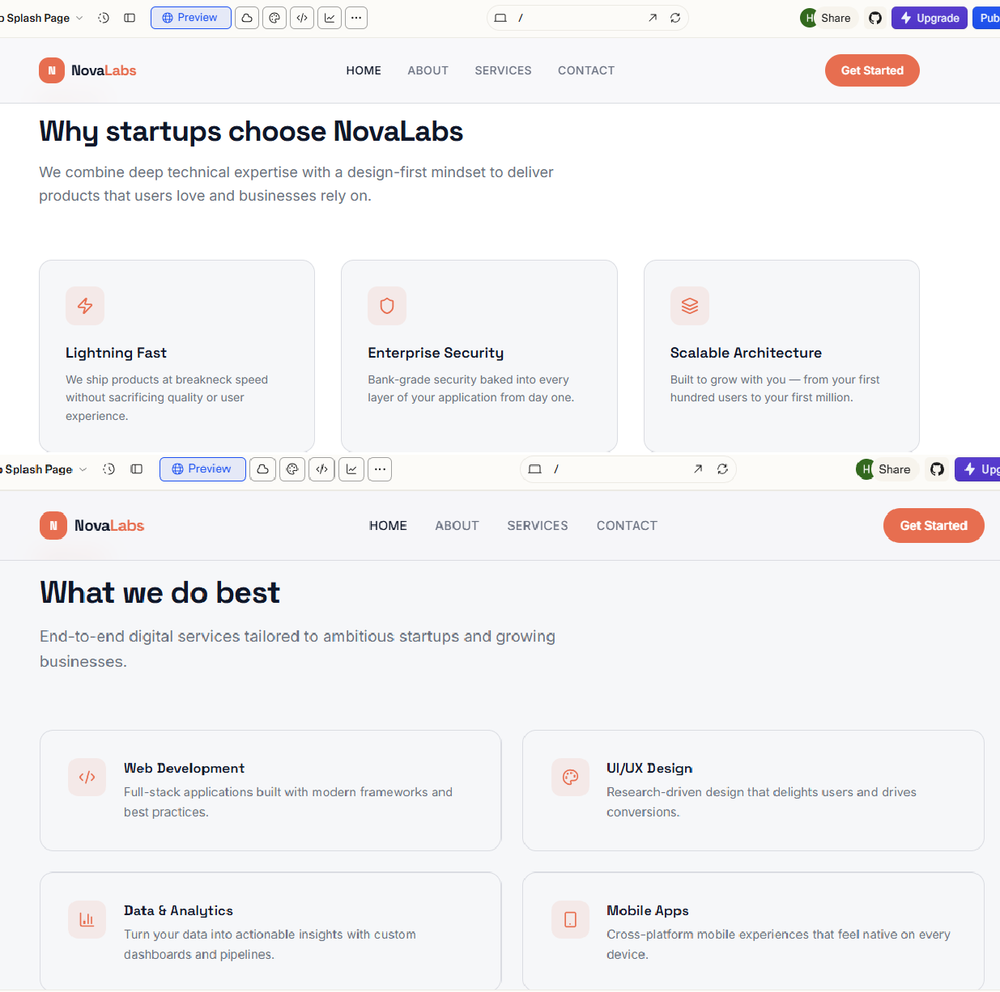 Splash Page
Preview
/
H
Share
Upgrade
N
NovaLabs
HOME
ABOUT
SERVICES
CONTACT
Get Started
Why startups choose NovaLabs
We combine deep technical expertise with a design-first mindset to deliver
products that users love and businesses rely on.
Lightning Fast
We ship products at breakneck speed
without sacrificing quality or user
experience.
Enterprise Security
Bank-grade security baked into every
layer of your application from day one.
Scalable Architecture
Built to grow with you — from your first
hundred users to your first million.
Splash Page
Preview
/
H
Share
N
NovaLabs
HOME
ABOUT
SERVICES
CONTACT
Get Started
What we do best
End-to-end digital services tailored to ambitious startups and growing
businesses.
Web Development
Full-stack applications built with modern frameworks and
best practices.
UI/UX Design
Research-driven design that delights users and drives
conversions.
Data & Analytics
Turn your data into actionable insights with custom
dashboards and pipelines.
Mobile Apps
Cross-platform mobile experiences that feel native on every
device.